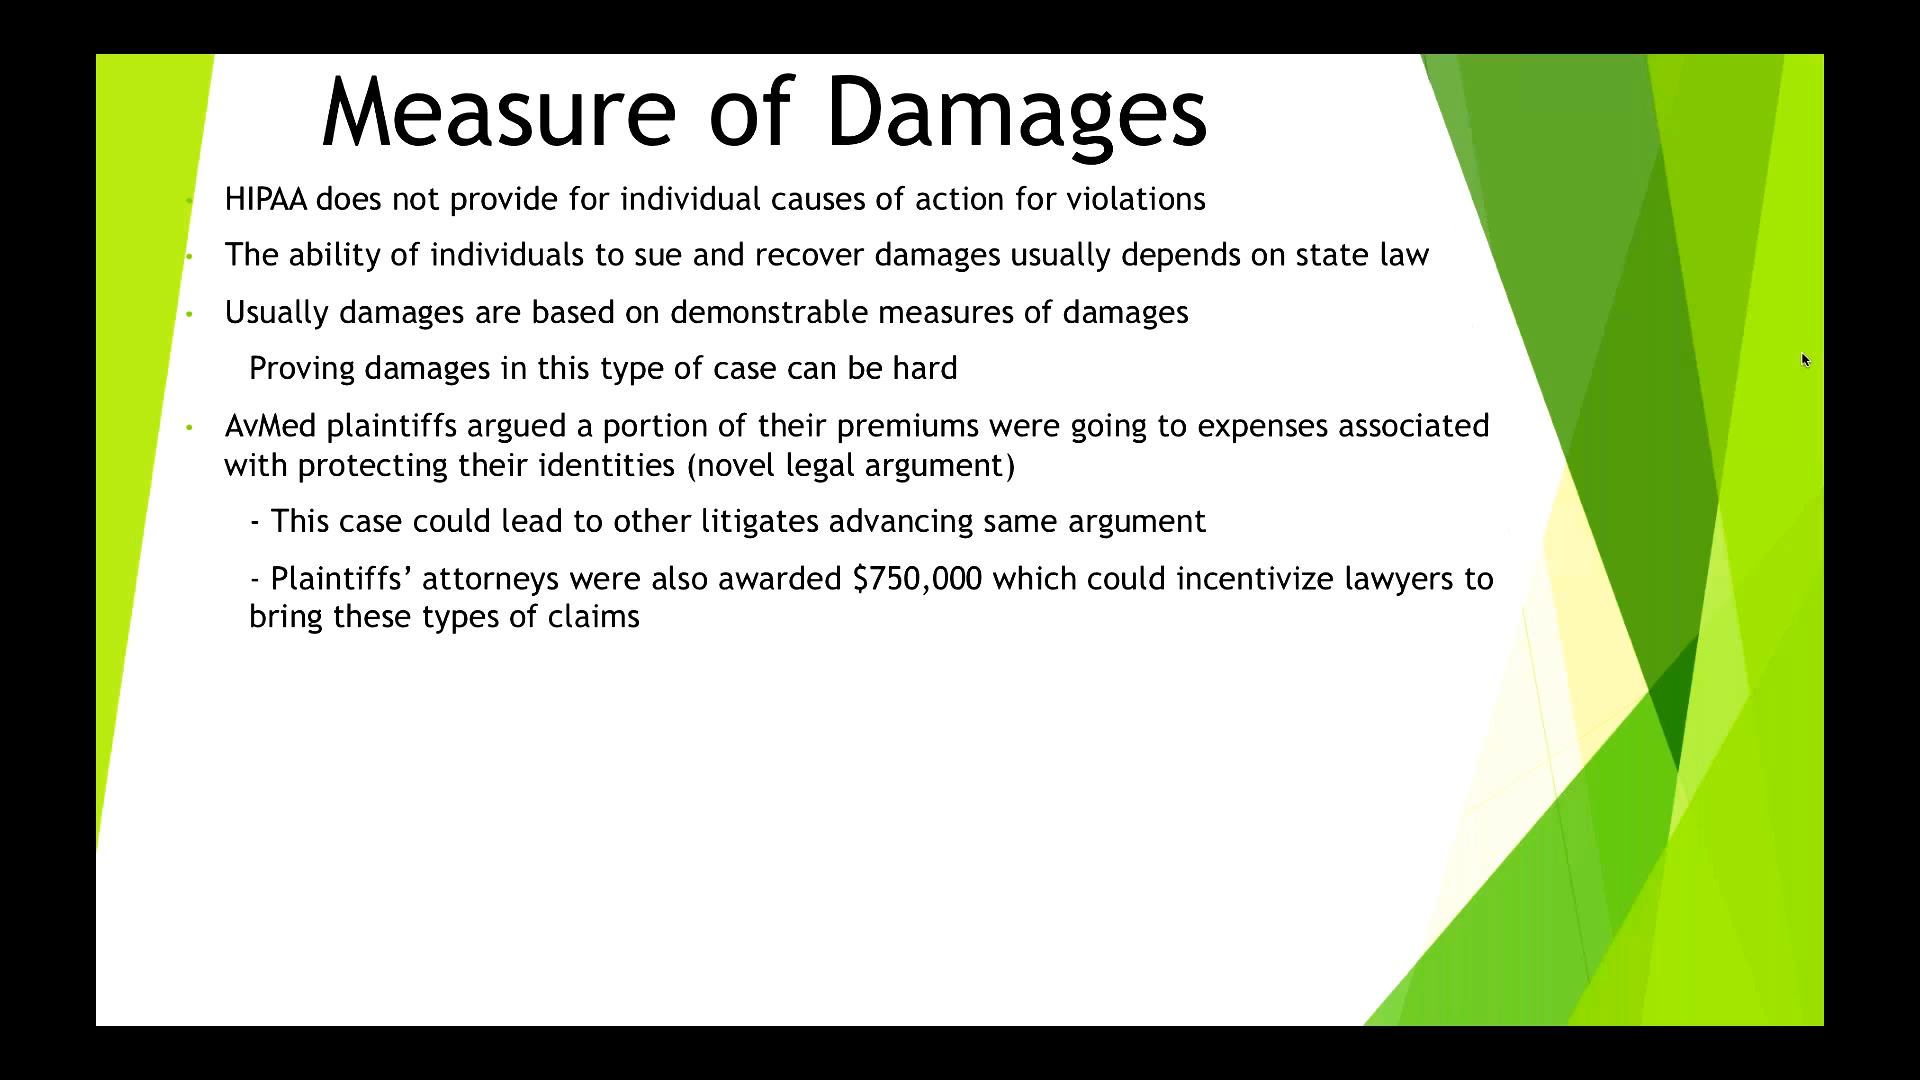 Measure of Damages
• HIPAA does not provide for individual causes of action for violations
• The ability of individuals to sue and recover damages usually depends on state law
• Usually damages are based on demonstrable measures of damages
Proving damages in this type of case can be hard
• AvMed plaintiffs argued a portion of their premiums were going to expenses associated
with protecting their identities (novel legal argument)
- This case could lead to other litigates advancing same argument
- Plaintiffs’ attorneys were also awarded $750,000 which could incentivize lawyers to
bring these types of claims